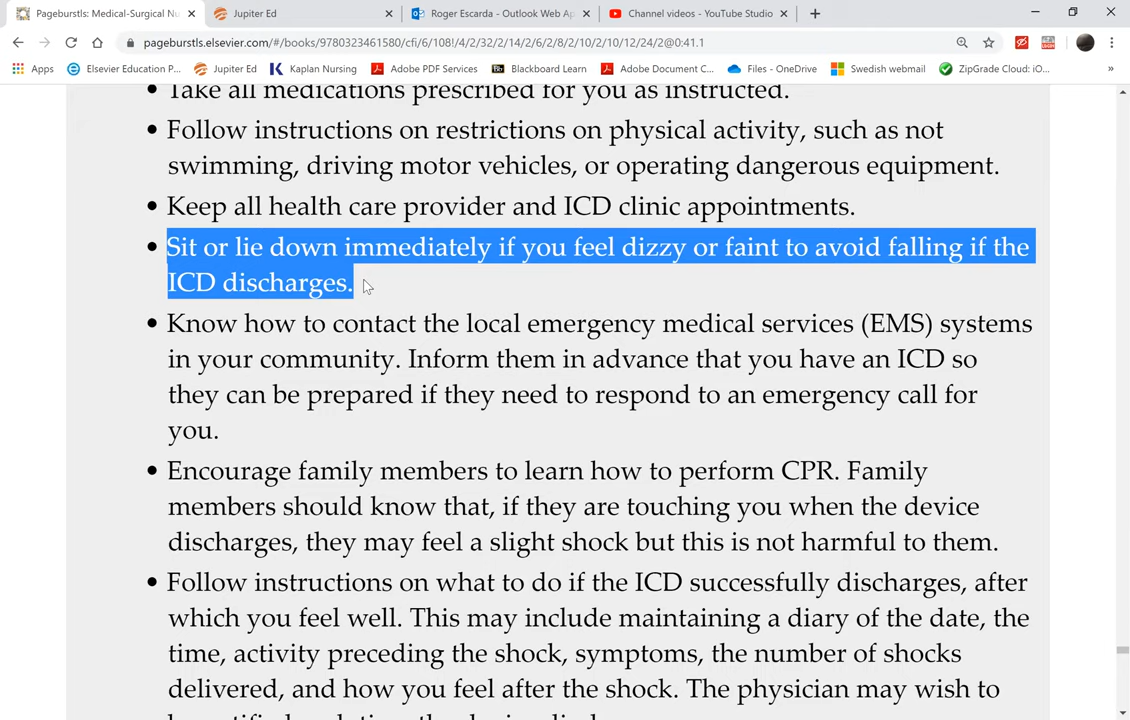 Pageburstls: Medical-Surgical Nu
Jupiter Ed
Roger Escarda - Outlook Web Ap
Channel videos - YouTube Studio
pageburstls.elsevier.com/#/books/9780323461580/cfi/6/108!/4/2/32/2/14/2/6/2/8/2/10/2/10/12/24/2@0:41.1
Apps
Elsevier Education P...
Jupiter Ed
Kaplan Nursing
Adobe PDF Services
Blackboard Learn
Adobe Document C...
Files - OneDrive
Swedish webmail
ZipGrade Cloud: iO...
»
• Take all medications prescribed for you as instructed.
• Follow instructions on restrictions on physical activity, such as not
swimming, driving motor vehicles, or operating dangerous equipment.
• Keep all health care provider and ICD clinic appointments.
• Sit or lie down immediately if you feel dizzy or faint to avoid falling if the
ICD discharges.
• Know how to contact the local emergency medical services (EMS) systems
in your community. Inform them in advance that you have an ICD so
they can be prepared if they need to respond to an emergency call for
you.
• Encourage family members to learn how to perform CPR. Family
members should know that, if they are touching you when the device
discharges, they may feel a slight shock but this is not harmful to them.
• Follow instructions on what to do if the ICD successfully discharges, after
which you feel well. This may include maintaining a diary of the date, the
time, activity preceding the shock, symptoms, the number of shocks
delivered, and how you feel after the shock. The physician may wish to